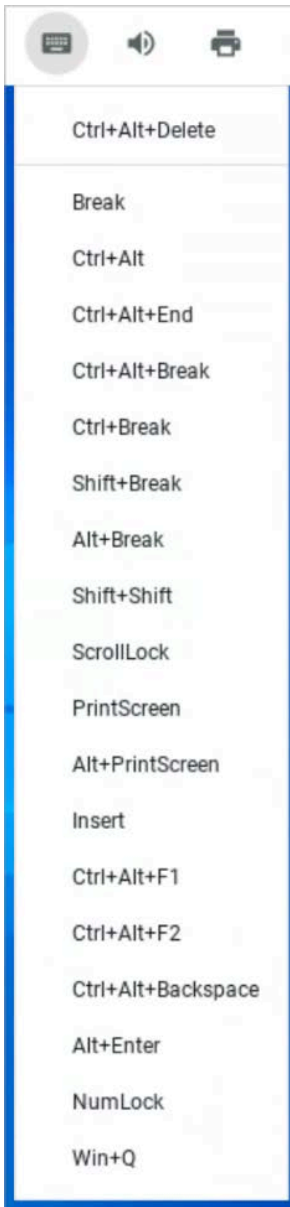 Ctrl+Alt+Delete
Break
Ctrl+Alt
Ctrl+Alt+End
Ctrl+Alt+Break
Ctrl+Break
Shift+Break
Alt+Break
Shift+Shift
ScrollLock
PrintScreen
Alt+PrintScreen
Insert
Ctrl+Alt+F1
Ctrl+Alt+F2
Ctrl+Alt+Backspace
Alt+Enter
NumLock
Win+Q